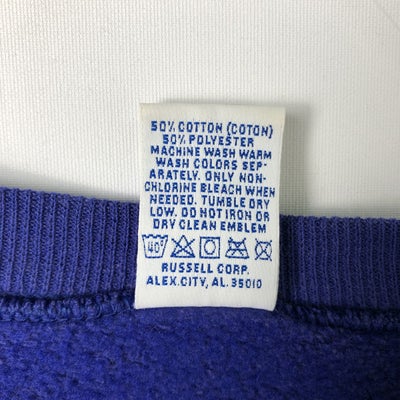 50% COTTON (COTON)
50% POLYESTER
MACHINE WASH WARM
WASH COLORS SEP-
ARATELY. ONLY NON-
CHLORINE BLEACH WHEN
NEEDED. TUMBLE DRY
LOW. DO NOT IRON OR
DRY CLEAN EMBLEM
40°
RUSSELL CORP.
ALEX.CITY, AL. 35010